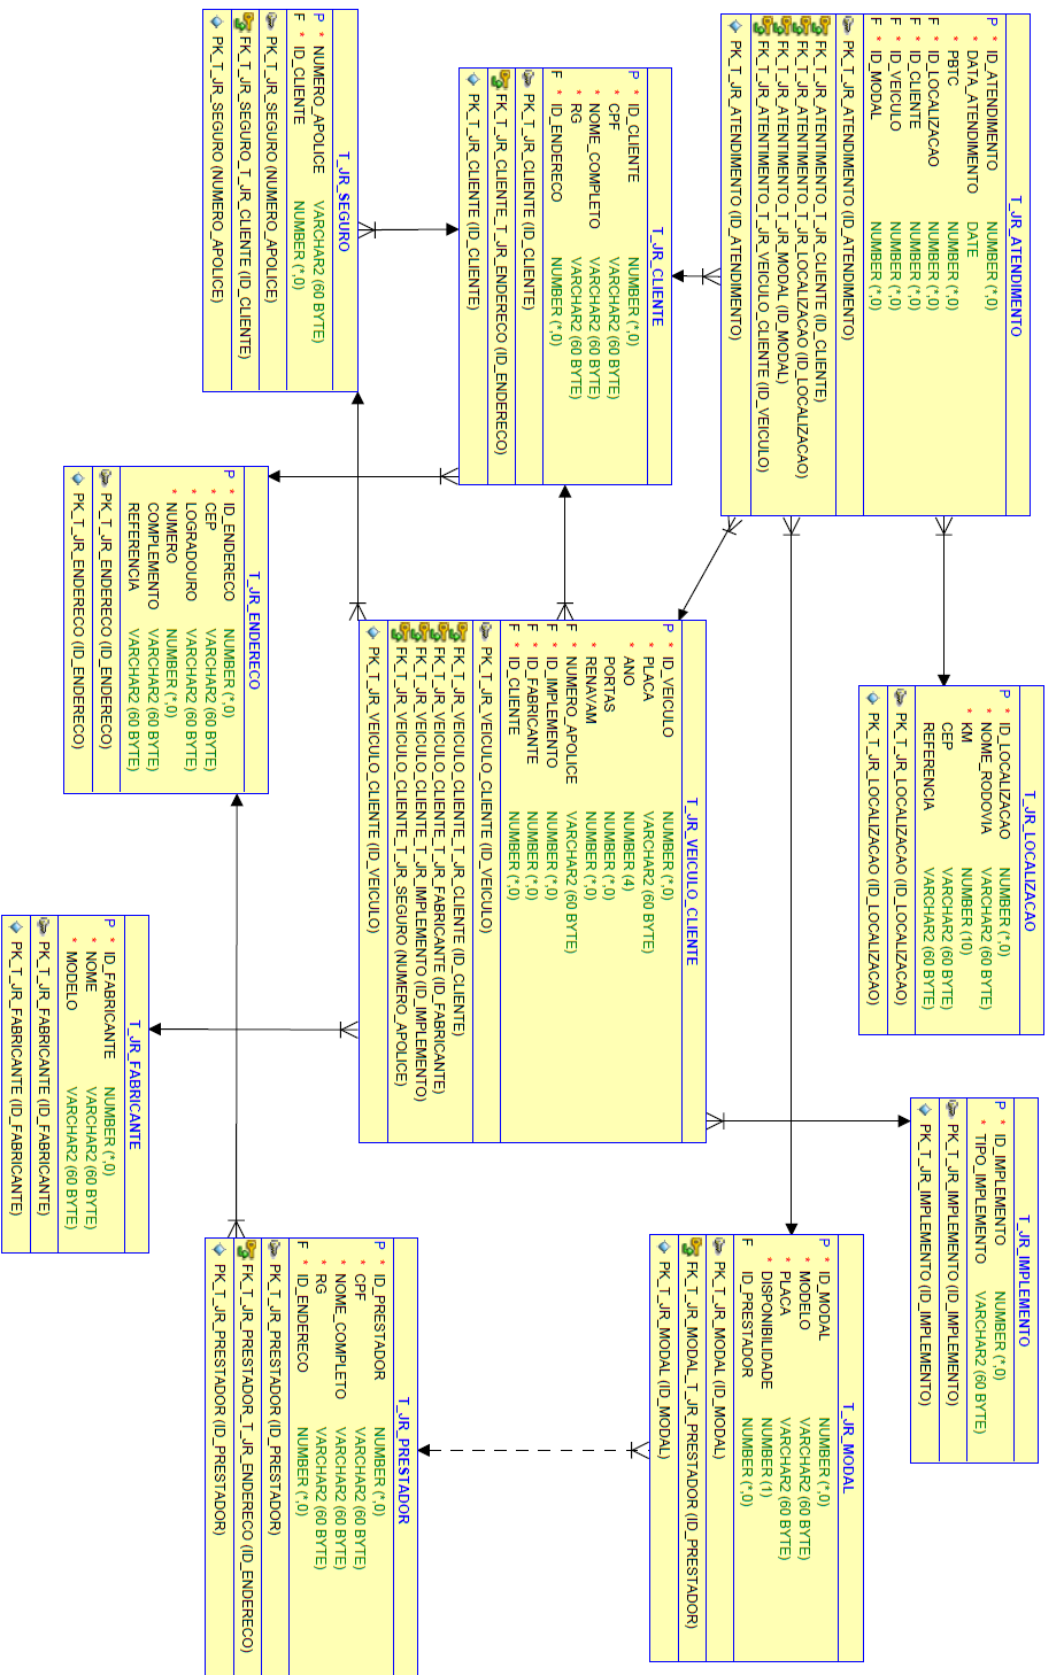 T_JR_ATENDIMENTO
P * ID_ATENDIMENTO NUMBER (*,0)
* DATA_ATENDIMENTO DATE
* PBTC NUMBER (*,0)
F * ID_LOCALIZACAO NUMBER (*,0)
F * ID_CLIENTE NUMBER (*,0)
F * ID_VEICULO NUMBER (*,0)
F * ID_MODAL NUMBER (*,0)
PK_T_JR_ATENDIMENTO (ID_ATENDIMENTO)
FK_T_JR_ATENTIMENTO_T_JR_CLIENTE (ID_CLIENTE)
FK_T_JR_ATENTIMENTO_T_JR_LOCALIZACAO (ID_LOCALIZACAO)
FK_T_JR_ATENTIMENTO_T_JR_MODAL (ID_MODAL)
FK_T_JR_ATENTIMENTO_T_JR_VEICULO_CLIENTE (ID_VEICULO)
PK_T_JR_ATENDIMENTO (ID_ATENDIMENTO)
T_JR_LOCALIZACAO
P * ID_LOCALIZACAO NUMBER (*,0)
* NOME_RODOVIA VARCHAR2 (60 BYTE)
* KM NUMBER (10)
CEP VARCHAR2 (60 BYTE)
REFERENCIA VARCHAR2 (60 BYTE)
PK_T_JR_LOCALIZACAO (ID_LOCALIZACAO)
PK_T_JR_LOCALIZACAO (ID_LOCALIZACAO)
T_JR_IMPLEMENTO
P * ID_IMPLEMENTO NUMBER (*,0)
* TIPO_IMPLEMENTO VARCHAR2 (60 BYTE)
PK_T_JR_IMPLEMENTO (ID_IMPLEMENTO)
PK_T_JR_IMPLEMENTO (ID_IMPLEMENTO)
T_JR_CLIENTE
P * ID_CLIENTE NUMBER (*,0)
* CPF VARCHAR2 (60 BYTE)
* NOME_COMPLETO VARCHAR2 (60 BYTE)
* RG VARCHAR2 (60 BYTE)
F * ID_ENDERECO NUMBER (*,0)
PK_T_JR_CLIENTE (ID_CLIENTE)
FK_T_JR_CLIENTE_T_JR_ENDERECO (ID_ENDERECO)
PK_T_JR_CLIENTE (ID_CLIENTE)
T_JR_VEICULO_CLIENTE
P * ID_VEICULO NUMBER (*,0)
* PLACA VARCHAR2 (60 BYTE)
* ANO NUMBER (4)
PORTAS NUMBER (*,0)
* RENAVAM NUMBER (*,0)
F * NUMERO_APOLICE VARCHAR2 (60 BYTE)
F * ID_IMPLEMENTO NUMBER (*,0)
F * ID_FABRICANTE NUMBER (*,0)
F * ID_CLIENTE NUMBER (*,0)
PK_T_JR_VEICULO_CLIENTE (ID_VEICULO)
FK_T_JR_VEICULO_CLIENTE_T_JR_CLIENTE (ID_CLIENTE)
FK_T_JR_VEICULO_CLIENTE_T_JR_FABRICANTE (ID_FABRICANTE)
FK_T_JR_VEICULO_CLIENTE_T_JR_IMPLEMENTO (ID_IMPLEMENTO)
FK_T_JR_VEICULO_CLIENTE_T_JR_SEGURO (NUMERO_APOLICE)
PK_T_JR_VEICULO_CLIENTE (ID_VEICULO)
T_JR_MODAL
P * ID_MODAL NUMBER (*,0)
* MODELO VARCHAR2 (60 BYTE)
* PLACA VARCHAR2 (60 BYTE)
* DISPONIBILIDADE NUMBER (1)
F ID_PRESTADOR NUMBER (*,0)
PK_T_JR_MODAL (ID_MODAL)
FK_T_JR_MODAL_T_JR_PRESTADOR (ID_PRESTADOR)
PK_T_JR_MODAL (ID_MODAL)
T_JR_SEGURO
P * NUMERO_APOLICE VARCHAR2 (60 BYTE)
F * ID_CLIENTE NUMBER (*,0)
PK_T_JR_SEGURO (NUMERO_APOLICE)
FK_T_JR_SEGURO_T_JR_CLIENTE (ID_CLIENTE)
PK_T_JR_SEGURO (NUMERO_APOLICE)
T_JR_ENDERECO
P * ID_ENDERECO NUMBER (*,0)
* CEP VARCHAR2 (60 BYTE)
* LOGRADOURO VARCHAR2 (60 BYTE)
* NUMERO NUMBER (*,0)
COMPLEMENTO VARCHAR2 (60 BYTE)
REFERENCIA VARCHAR2 (60 BYTE)
PK_T_JR_ENDERECO (ID_ENDERECO)
PK_T_JR_ENDERECO (ID_ENDERECO)
T_JR_FABRICANTE
P * ID_FABRICANTE NUMBER (*,0)
* NOME VARCHAR2 (60 BYTE)
* MODELO VARCHAR2 (60 BYTE)
PK_T_JR_FABRICANTE (ID_FABRICANTE)
PK_T_JR_FABRICANTE (ID_FABRICANTE)
T_JR_PRESTADOR
P * ID_PRESTADOR NUMBER (*,0)
* CPF VARCHAR2 (60 BYTE)
* NOME_COMPLETO VARCHAR2 (60 BYTE)
* RG VARCHAR2 (60 BYTE)
F * ID_ENDERECO NUMBER (*,0)
PK_T_JR_PRESTADOR (ID_PRESTADOR)
FK_T_JR_PRESTADOR_T_JR_ENDERECO (ID_ENDERECO)
PK_T_JR_PRESTADOR (ID_PRESTADOR)